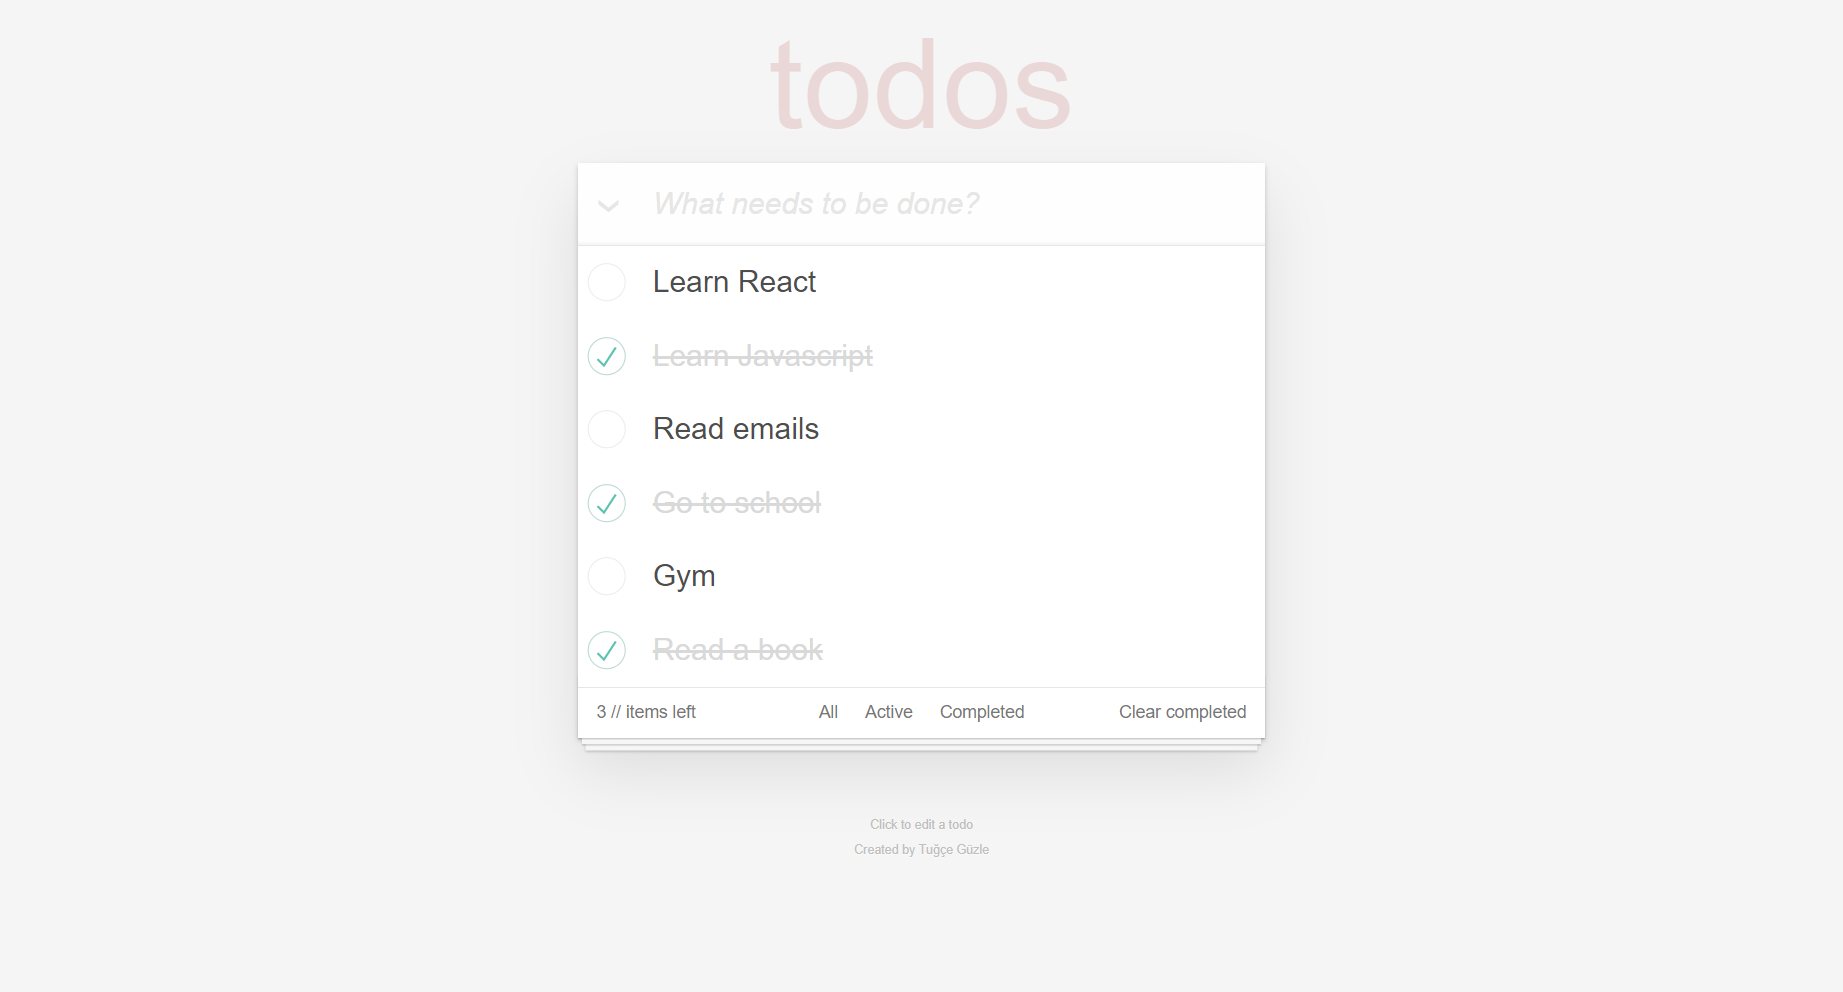 todos
What needs to be done?
Learn React
Learn Javascript
Read emails
Go to school
Gym
Read a book
3 // items left All Active Completed Clear completed
Click to edit a todo
Created by Tuğçe Güzle